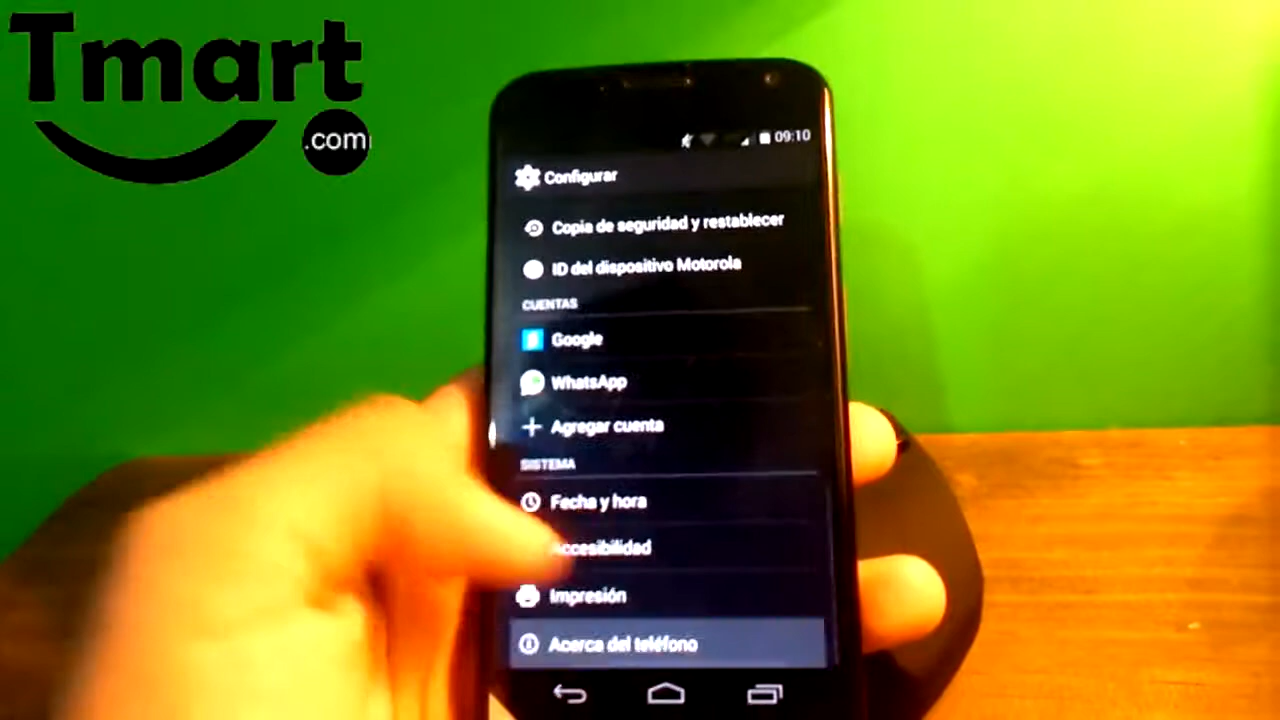 Tmart
.com
09:10
Configurar
Copia de seguridad y restablecer
ID del dispositivo Motorola
CUENTAS
Google
WhatsApp
Agregar cuenta
SISTEMA
Fecha y hora
Accesibilidad
Impresión
Acerca del teléfono